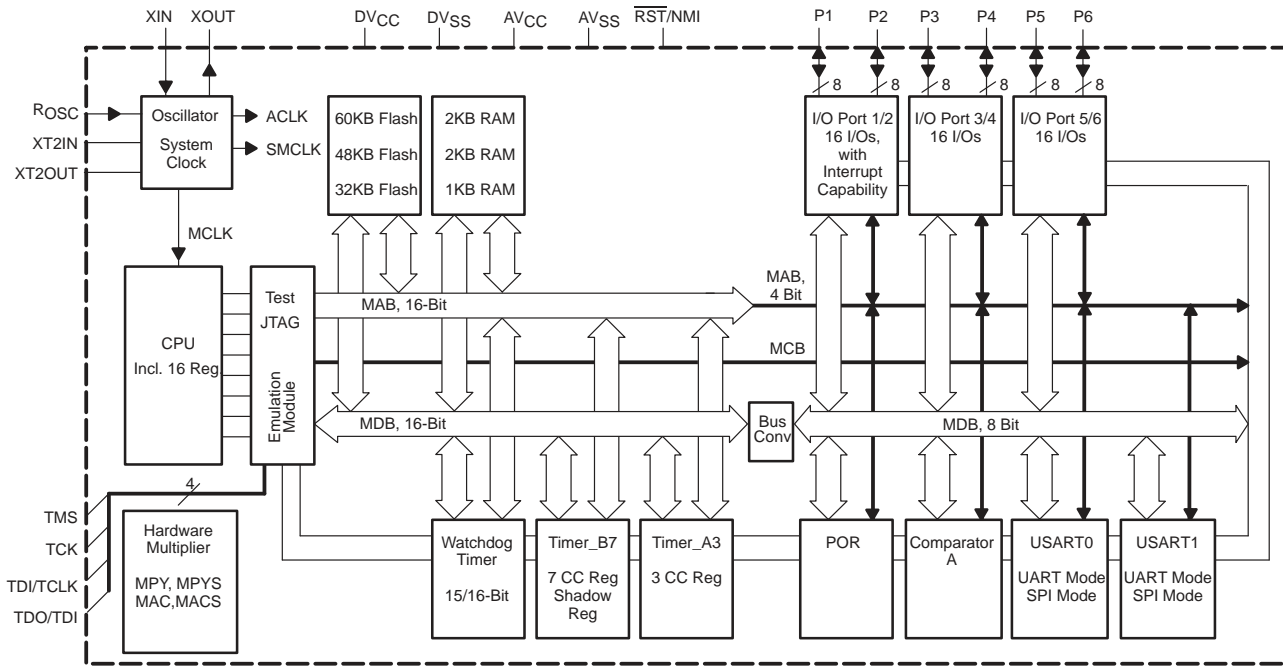 XIN XOUT DVCC DVSS AVCC AVSS RST/NMI P1 P2 P3 P4 P5 P6
8 8 8 8 8 8
ROSC
XT2IN
XT2OUT
Oscillator
System
Clock
ACLK
SMCLK
MCLK
60KB Flash
48KB Flash
32KB Flash
2KB RAM
2KB RAM
1KB RAM
I/O Port 1/2
16 I/Os,
with
Interrupt
Capability
I/O Port 3/4
16 I/Os
I/O Port 5/6
16 I/Os
CPU
Incl. 16 Reg.
Test
JTAG
Emulation
Module
MAB, 16-Bit
MAB,
4 Bit
MCB
MDB, 16-Bit
Bus
Conv
MDB, 8 Bit
4
TMS
TCK
TDI/TCLK
TDO/TDI
Hardware
Multiplier
MPY, MPYS
MAC,MACS
Watchdog
Timer
15/16-Bit
Timer_B7
7 CC Reg
Shadow
Reg
Timer_A3
3 CC Reg
POR
Comparator
A
USART0
UART Mode
SPI Mode
USART1
UART Mode
SPI Mode